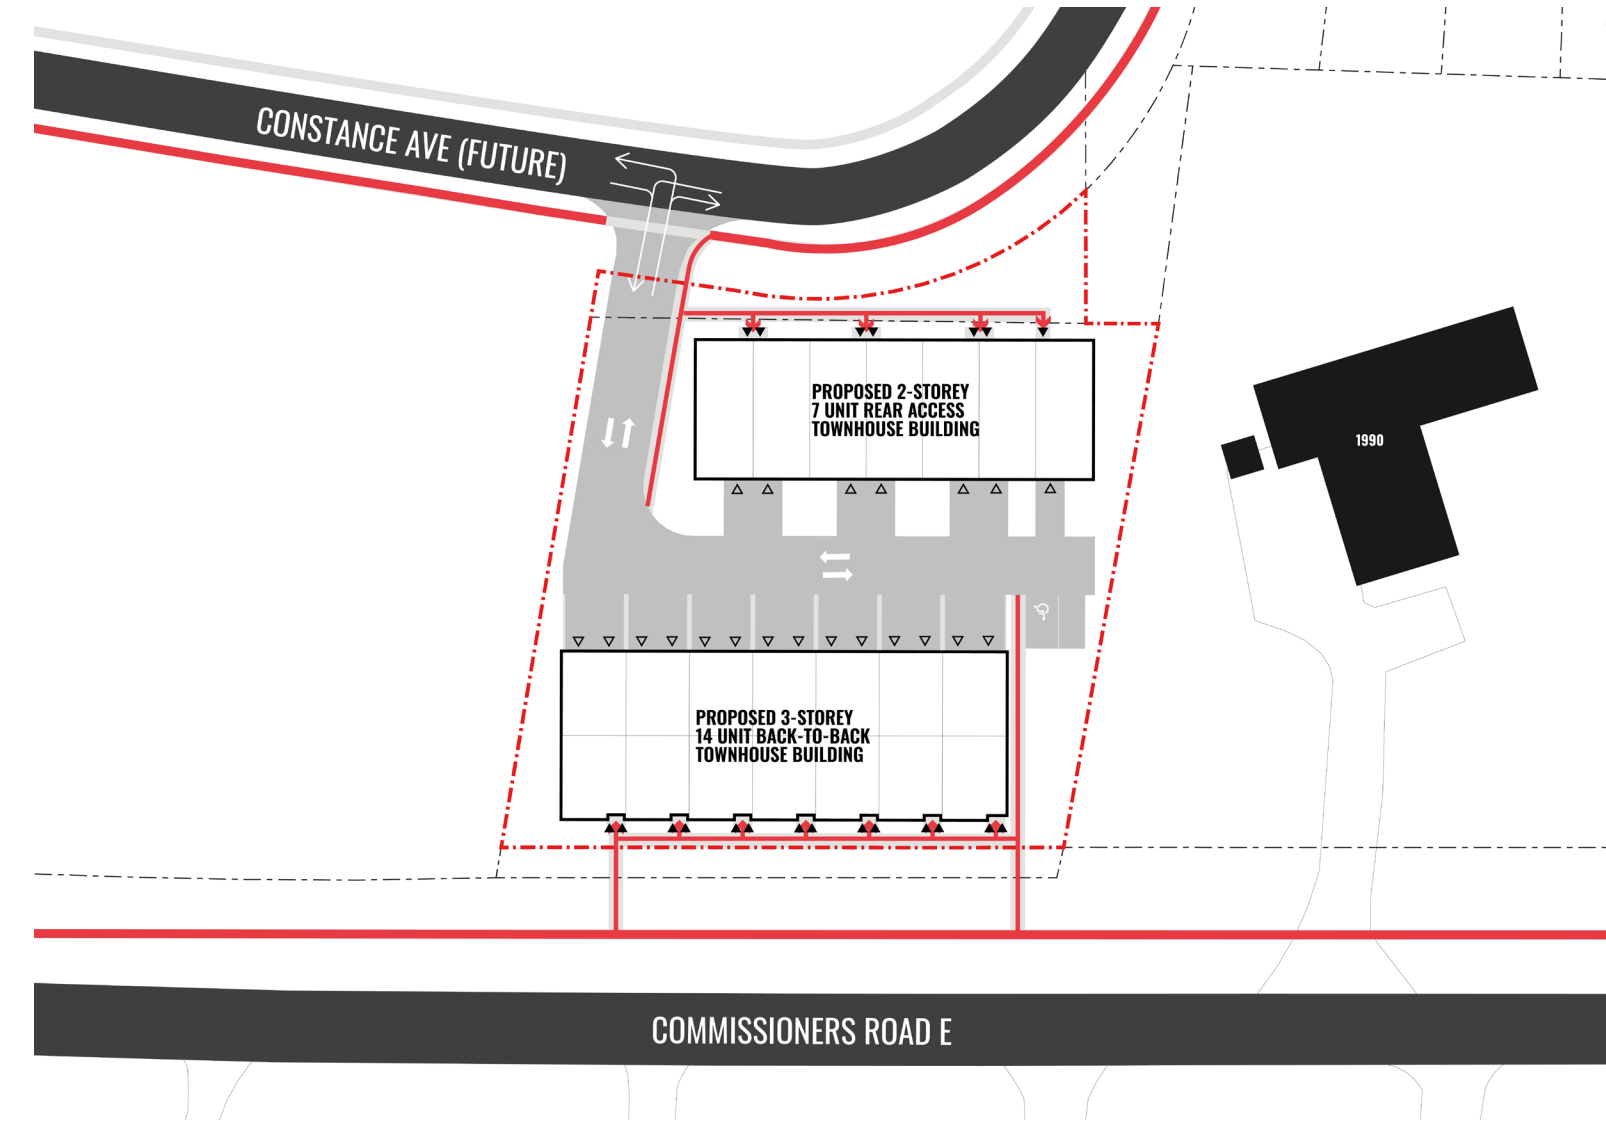 CONSTANCE AVE (FUTURE)
PROPOSED 2-STOREY
7 UNIT REAR ACCESS
TOWNHOUSE BUILDING
1990
PROPOSED 3-STOREY
14 UNIT BACK-TO-BACK
TOWNHOUSE BUILDING
COMMISSIONERS ROAD E